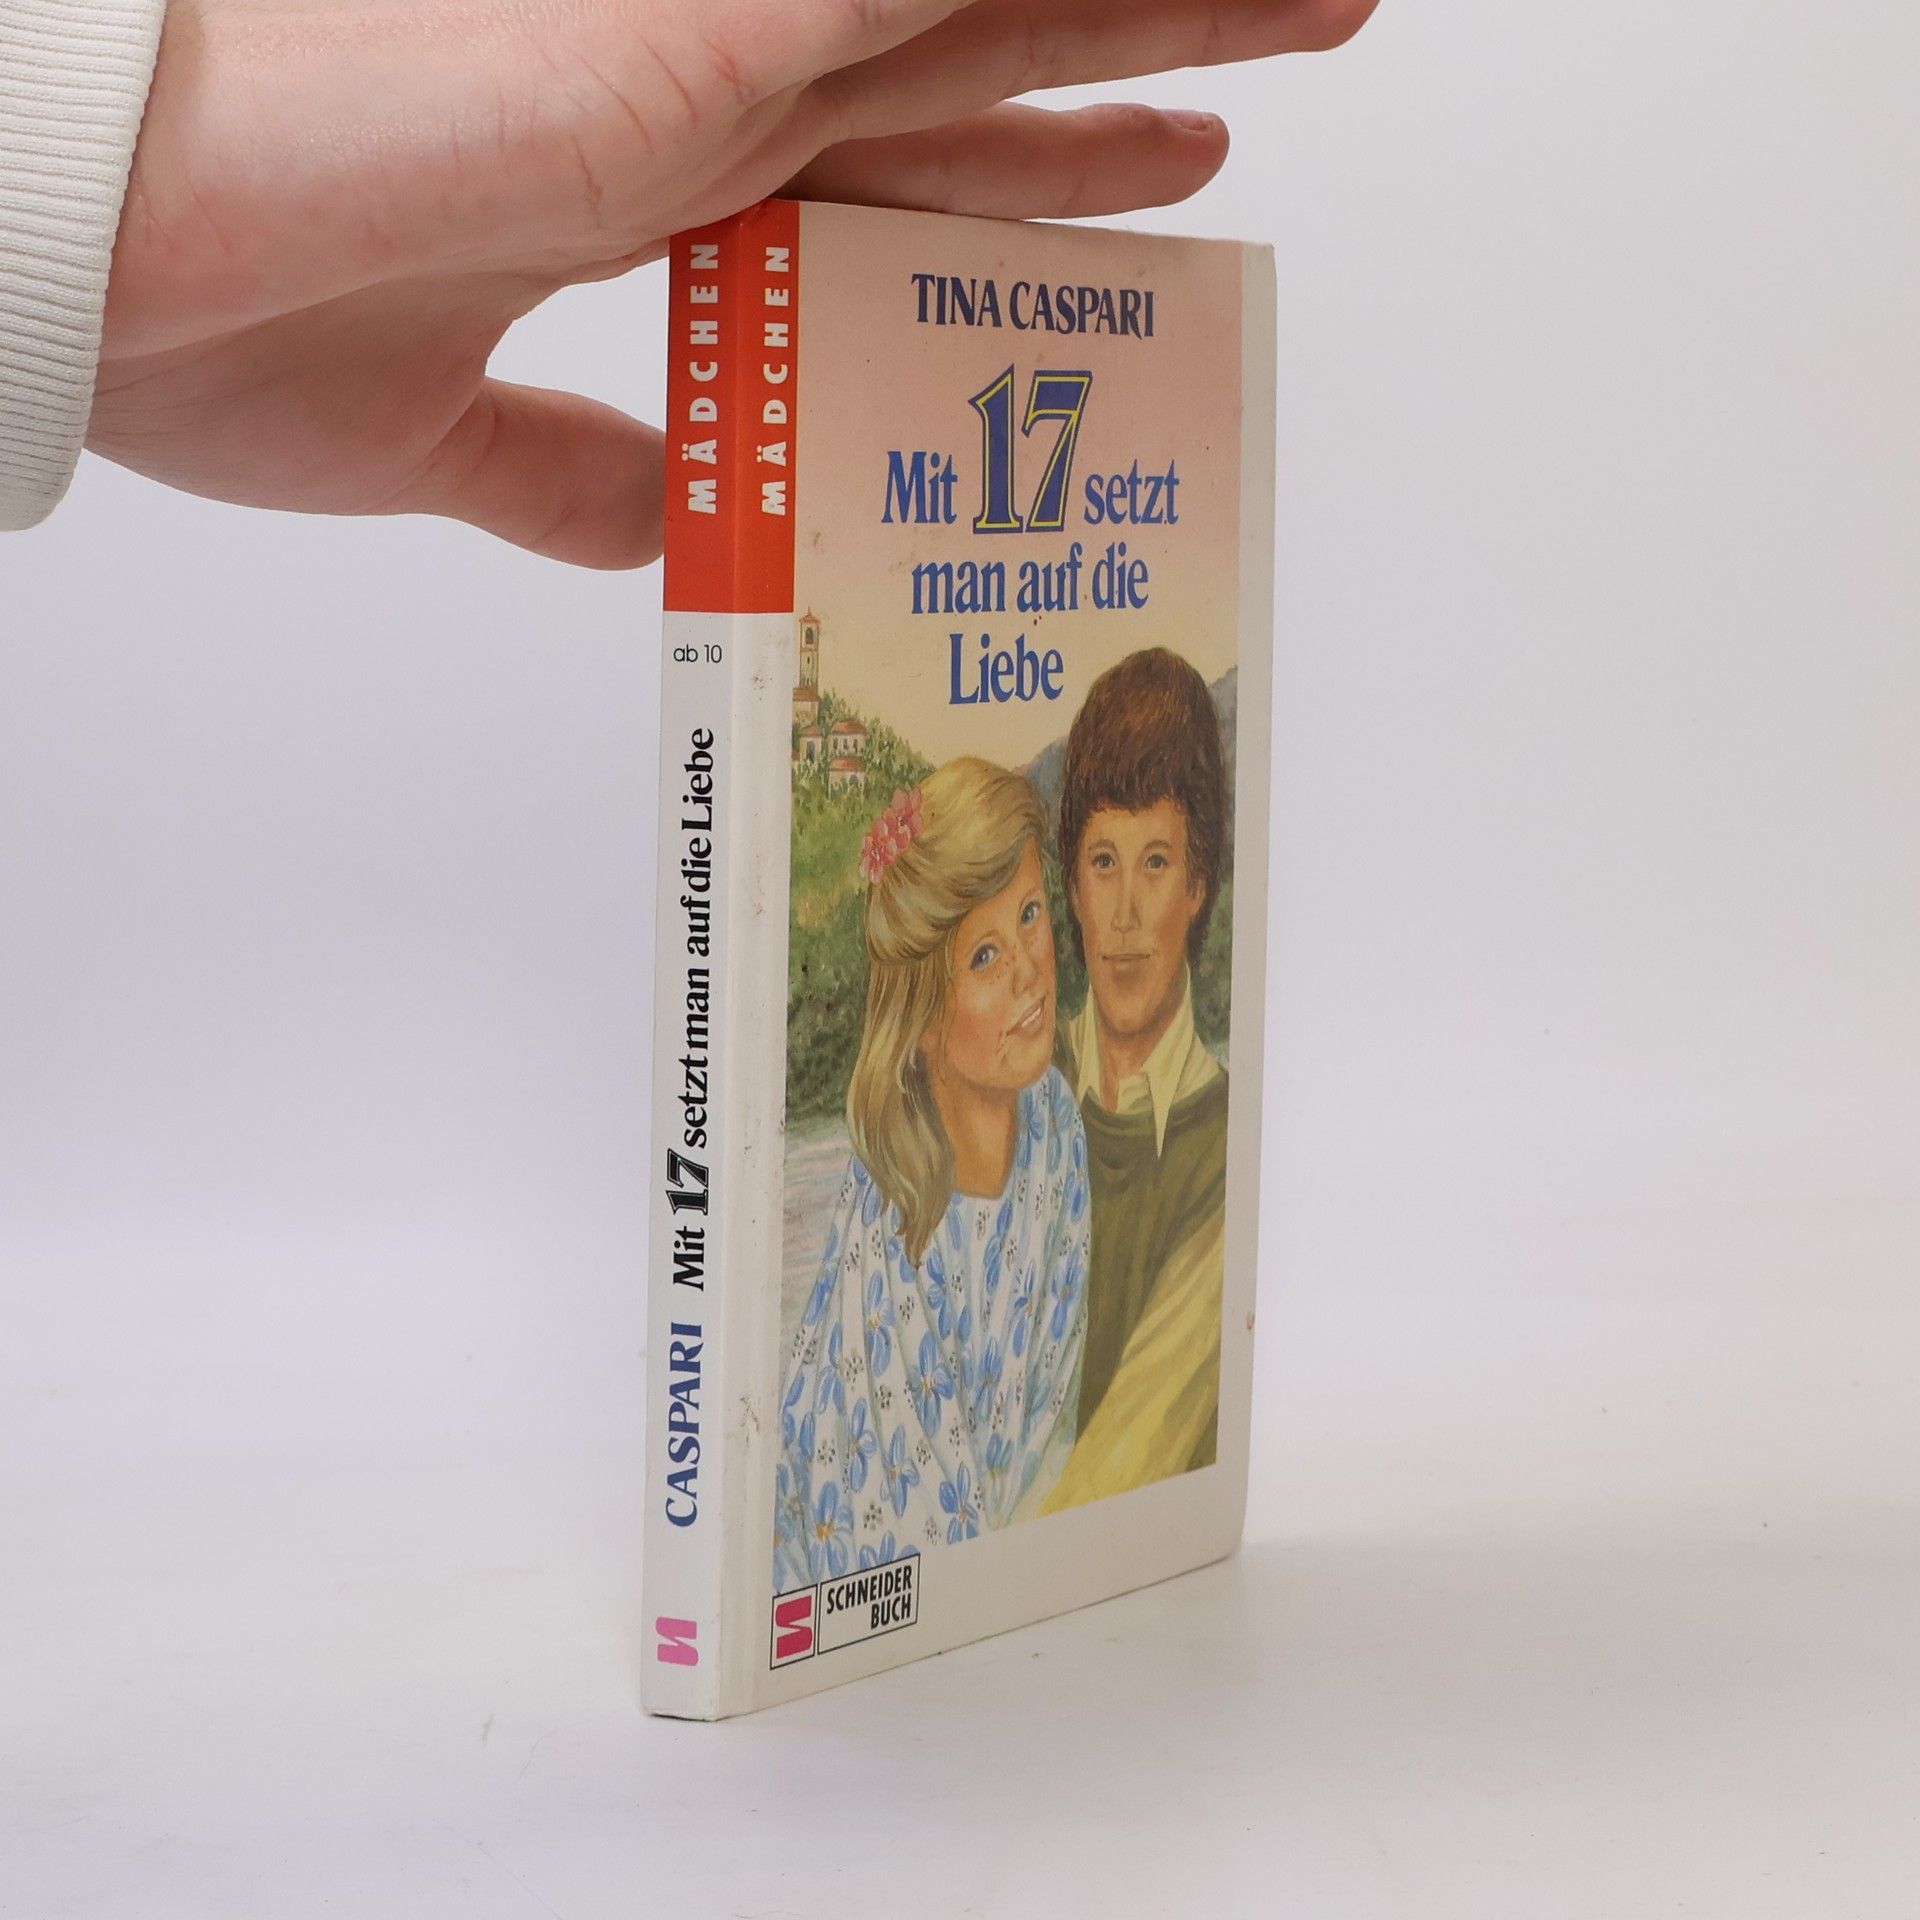 MÄDCHEN
ab 10
CASPARI Mit 17 setzt man auf die Liebe
MÄDCHEN
TINA CASPARI
Mit 17 setzt
man auf die
Liebe
SCHNEIDER
BUCH